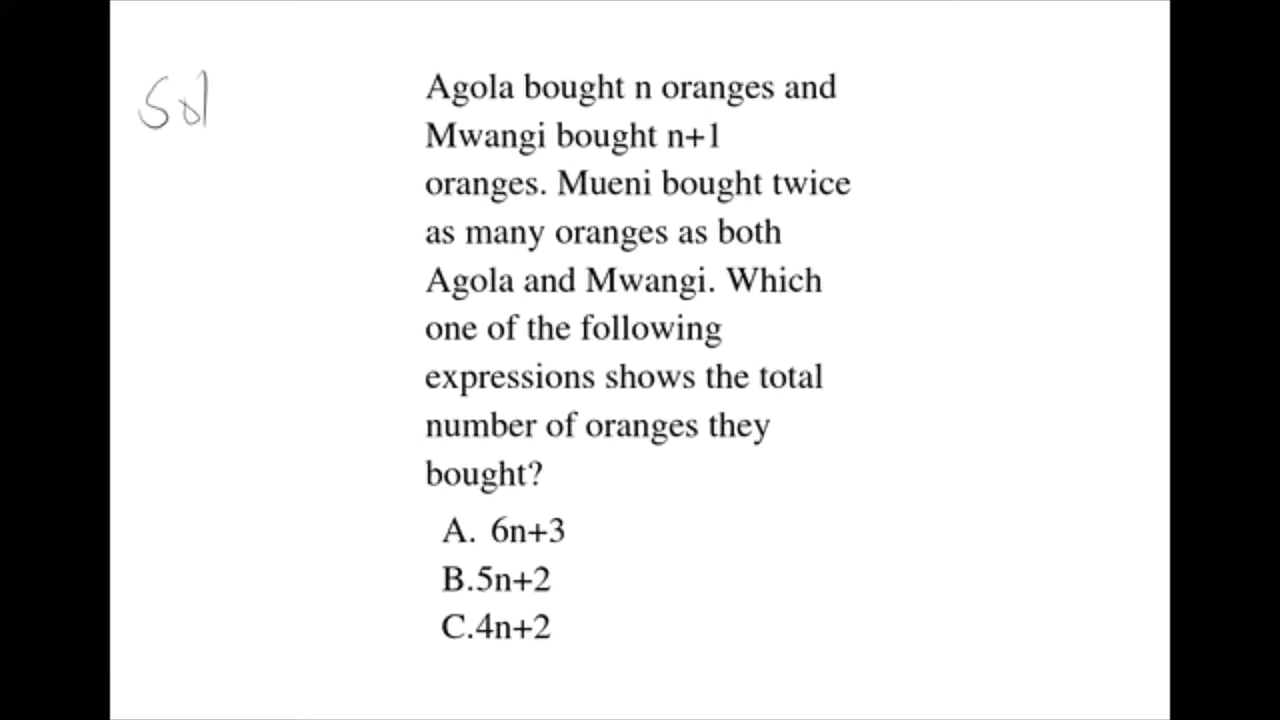 Sol
Agola bought n oranges and
Mwangi bought n+1
oranges. Mueni bought twice
as many oranges as both
Agola and Mwangi. Which
one of the following
expressions shows the total
number of oranges they
bought?
A. 6n+3
B.5n+2
C.4n+2